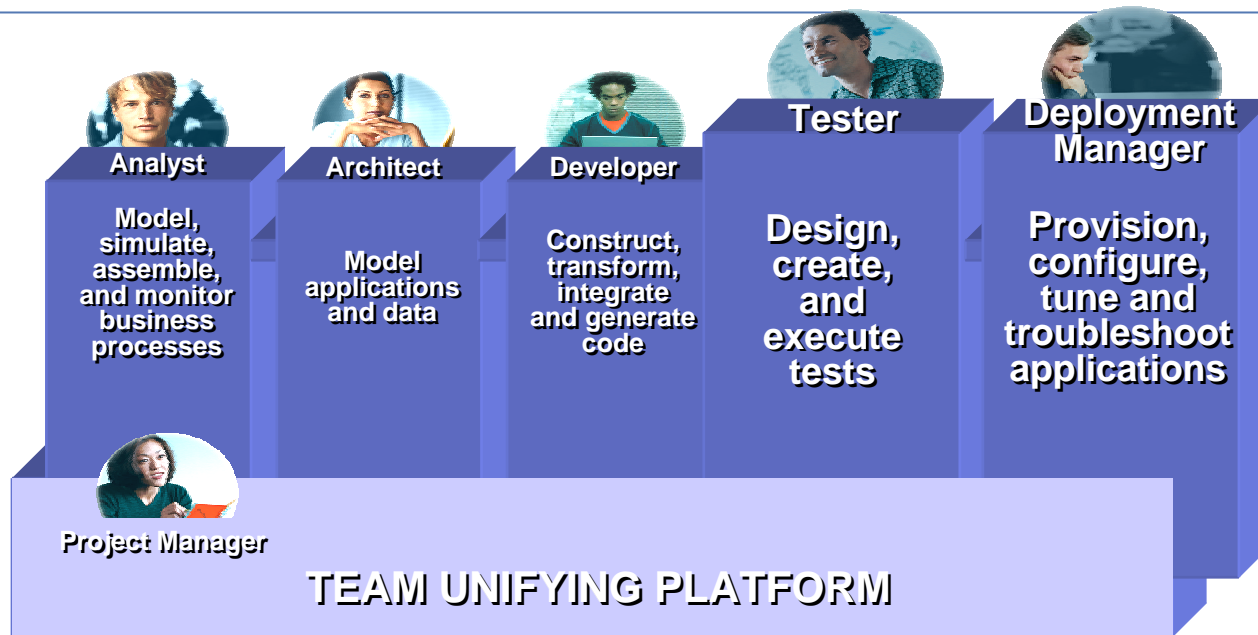 Analyst
Model,
simulate,
assemble,
and monitor
business
processes
Architect
Model
applications
and data
Developer
Construct,
transform,
integrate
and generate
code
Tester
Design,
create,
and
execute
tests
Deployment
Manager
Provision,
configure,
tune and
troubleshoot
applications
Project Manager
TEAM UNIFYING PLATFORM